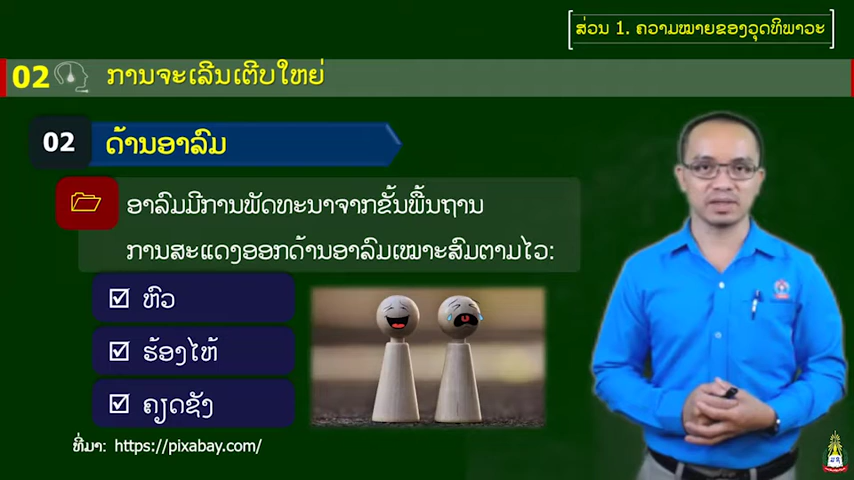 ສ່ວນ 1. ຄວາມໝາຍຂອງວຸດທິພາວະ
02 ການຈະເລີນເຕີບໃຫຍ່
02 ດ້ານອາລົມ
ອາລົມມີການພັດທະນາຈາກຂັ້ນພື້ນຖານ
ການສະແດງອອກດ້ານອາລົມເໝາະສົມຕາມໄວ:
ຫົວ
ຮ້ອງໄຫ້
ຄຽດຊັງ
ທີ່ມາ: https://pixabay.com/